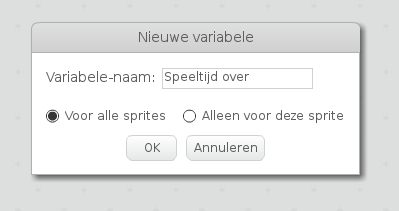 Nieuwe variabele
Variabele-naam: Speeltijd over
Voor alle sprites Alleen voor deze sprite
OK Annuleren